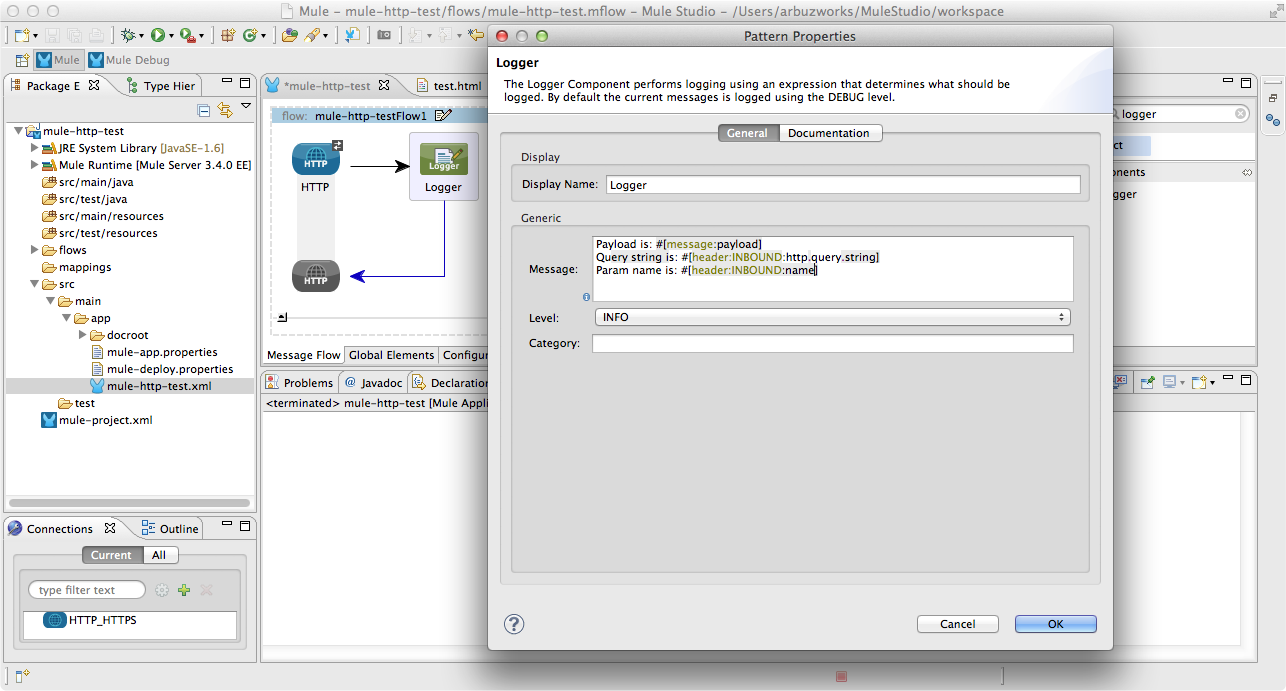 Mule – mule-http-test/flows/mule-http-test.mflow – Mule Studio – /Users/arbuzworks/MuleStudio/workspace
Mule
Mule Debug
Package E
Type Hier
mule-http-test
JRE System Library [JavaSE-1.6]
Mule Runtime [Mule Server 3.4.0 EE]
src/main/java
src/test/java
src/main/resources
src/test/resources
flows
mappings
src
main
app
docroot
mule-app.properties
mule-deploy.properties
mule-http-test.xml
test
mule-project.xml
Connections
Outline
Current
All
type filter text
HTTP_HTTPS
*mule-http-test
test.html
flow: mule-http-testFlow1
HTTP
HTTP
Logger
Logger
HTTP
Message Flow
Global Elements
Configur
Problems
@ Javadoc
Declaration
<terminated> mule-http-test [Mule Appli
Pattern Properties
Logger
The Logger Component performs logging using an expression that determines what should be
logged. By default the current messages is logged using the DEBUG level.
General
Documentation
Display
Display Name:
Logger
Generic
Message:
Payload is: #[message:payload]
Query string is: #[header:INBOUND:http.query.string]
Param name is: #[header:INBOUND:name]
Level:
INFO
Category:
?
Cancel
OK
logger
ct
onents
gger